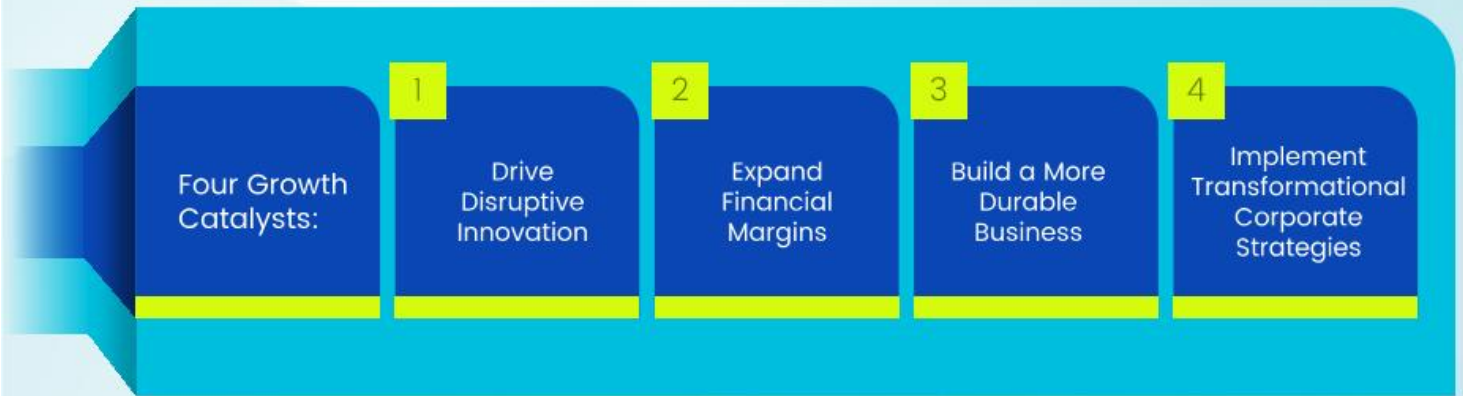 Four Growth
Catalysts:
1
Drive
Disruptive
Innovation
2
Expand
Financial
Margins
3
Build a More
Durable
Business
4
Implement
Transformational
Corporate
Strategies